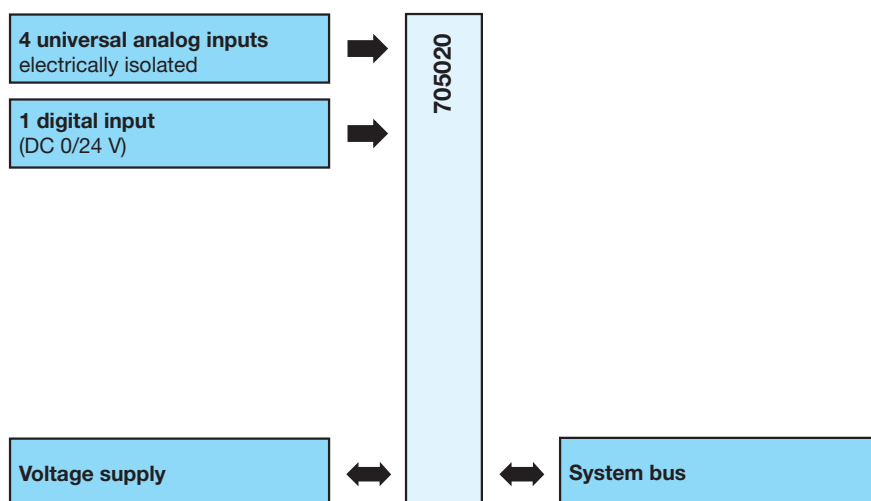 4 universal analog inputs
electrically isolated
1 digital input
(DC 0/24 V)
705020
Voltage supply
System bus